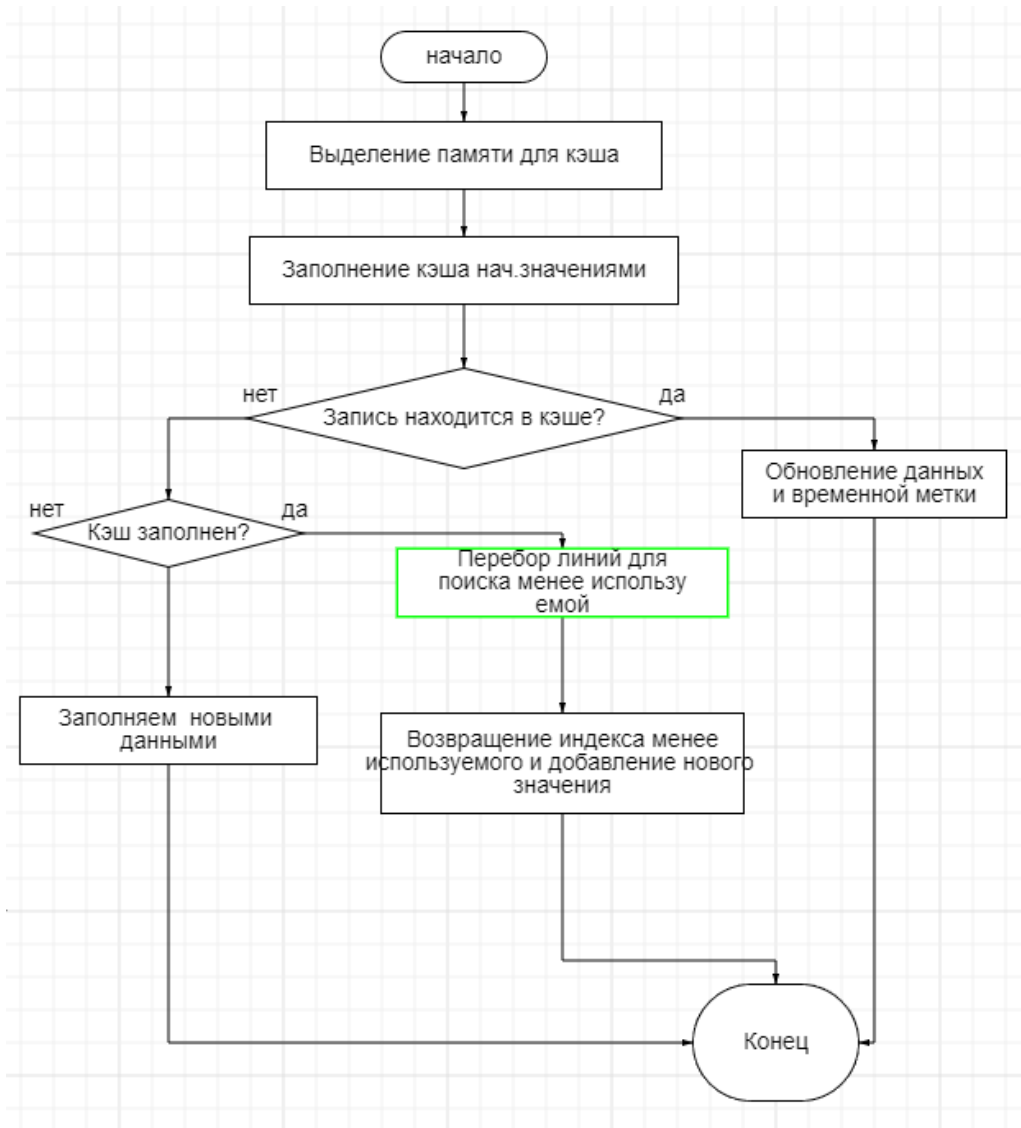 начало
Выделение памяти для кэша
Заполнение кэша нач.значениями
нет
да
Запись находится в кэше?
Обновление данных
и временной метки
нет
да
Кэш заполнен?
Перебор линий для
поиска менее использу
емой
Заполняем новыми
данными
Возвращение индекса менее
используемого и добавление нового
значения
Конец